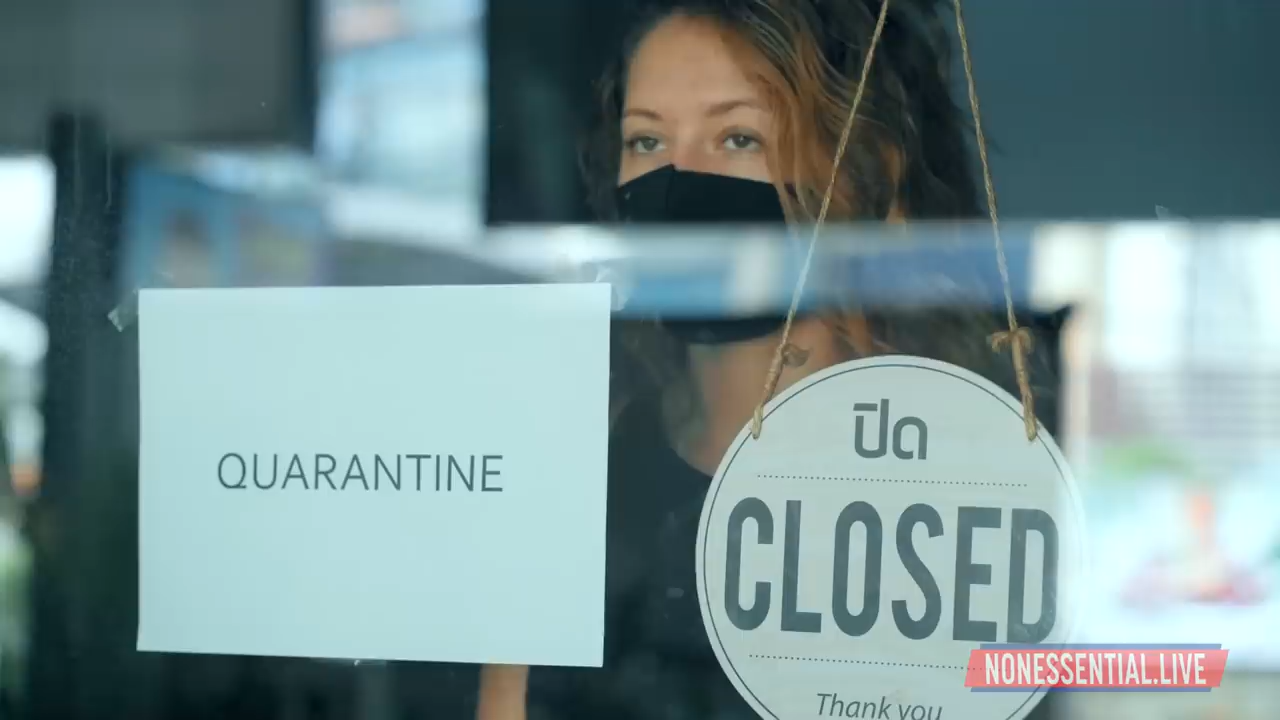 QUARANTINE
ปิด
CLOSED
Thank you
NONESSENTIAL.LIVE